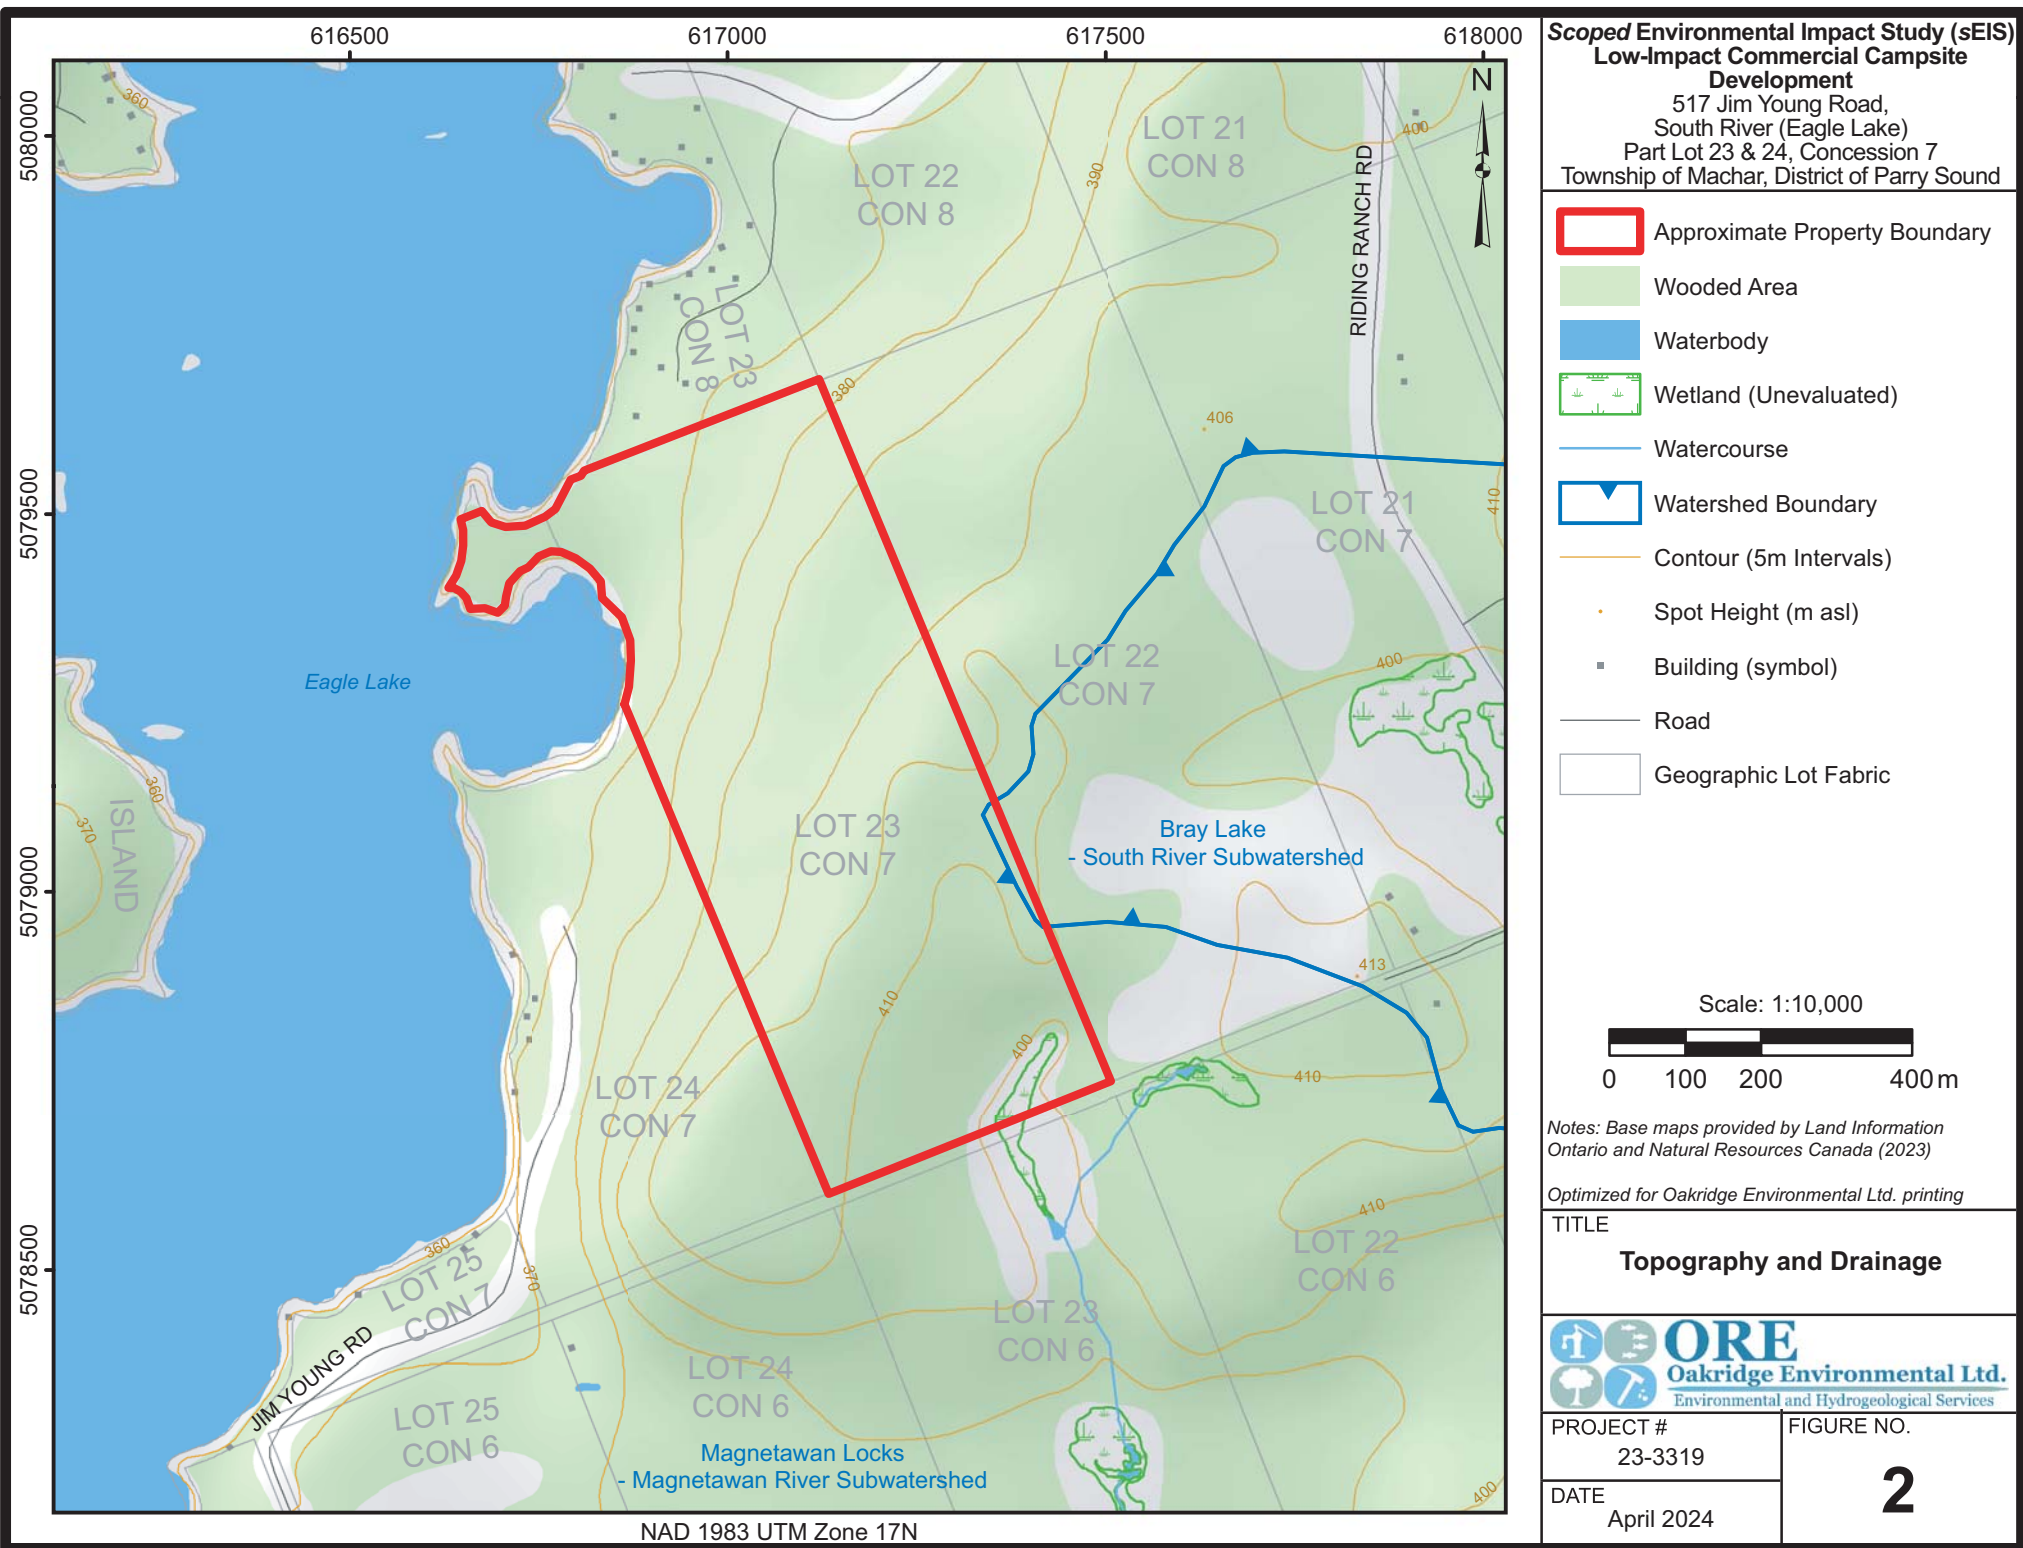 616500
617000
617500
618000
5080000
5079500
5079000
5078500
N
360
LOT 22
CON 8
390
LOT 21
CON 8
400
RIDING RANCH RD
LOT 23
CON 8
380
406
LOT 21
CON 7
410
LOT 22
CON 7
400
Eagle Lake
360
370
ISLAND
LOT 23
CON 7
Bray Lake
- South River Subwatershed
413
410
400
410
LOT 24
CON 7
410
LOT 22
CON 6
360
370
LOT 25
CON 7
LOT 23
CON 6
JIM YOUNG RD
LOT 24
CON 6
LOT 25
CON 6
Magnetawan Locks
- Magnetawan River Subwatershed
400
NAD 1983 UTM Zone 17N
Scoped Environmental Impact Study (sEIS)
Low-Impact Commercial Campsite
Development
517 Jim Young Road,
South River (Eagle Lake)
Part Lot 23 & 24, Concession 7
Township of Machar, District of Parry Sound
Approximate Property Boundary
Wooded Area
Waterbody
Wetland (Unevaluated)
Watercourse
Watershed Boundary
Contour (5m Intervals)
Spot Height (m asl)
Building (symbol)
Road
Geographic Lot Fabric
Scale: 1:10,000
0 100 200 400 m
Notes: Base maps provided by Land Information
Ontario and Natural Resources Canada (2023)
Optimized for Oakridge Environmental Ltd. printing
TITLE
Topography and Drainage
ORE
Oakridge Environmental Ltd.
Environmental and Hydrogeological Services
PROJECT #
23-3319
FIGURE NO.
2
DATE
April 2024